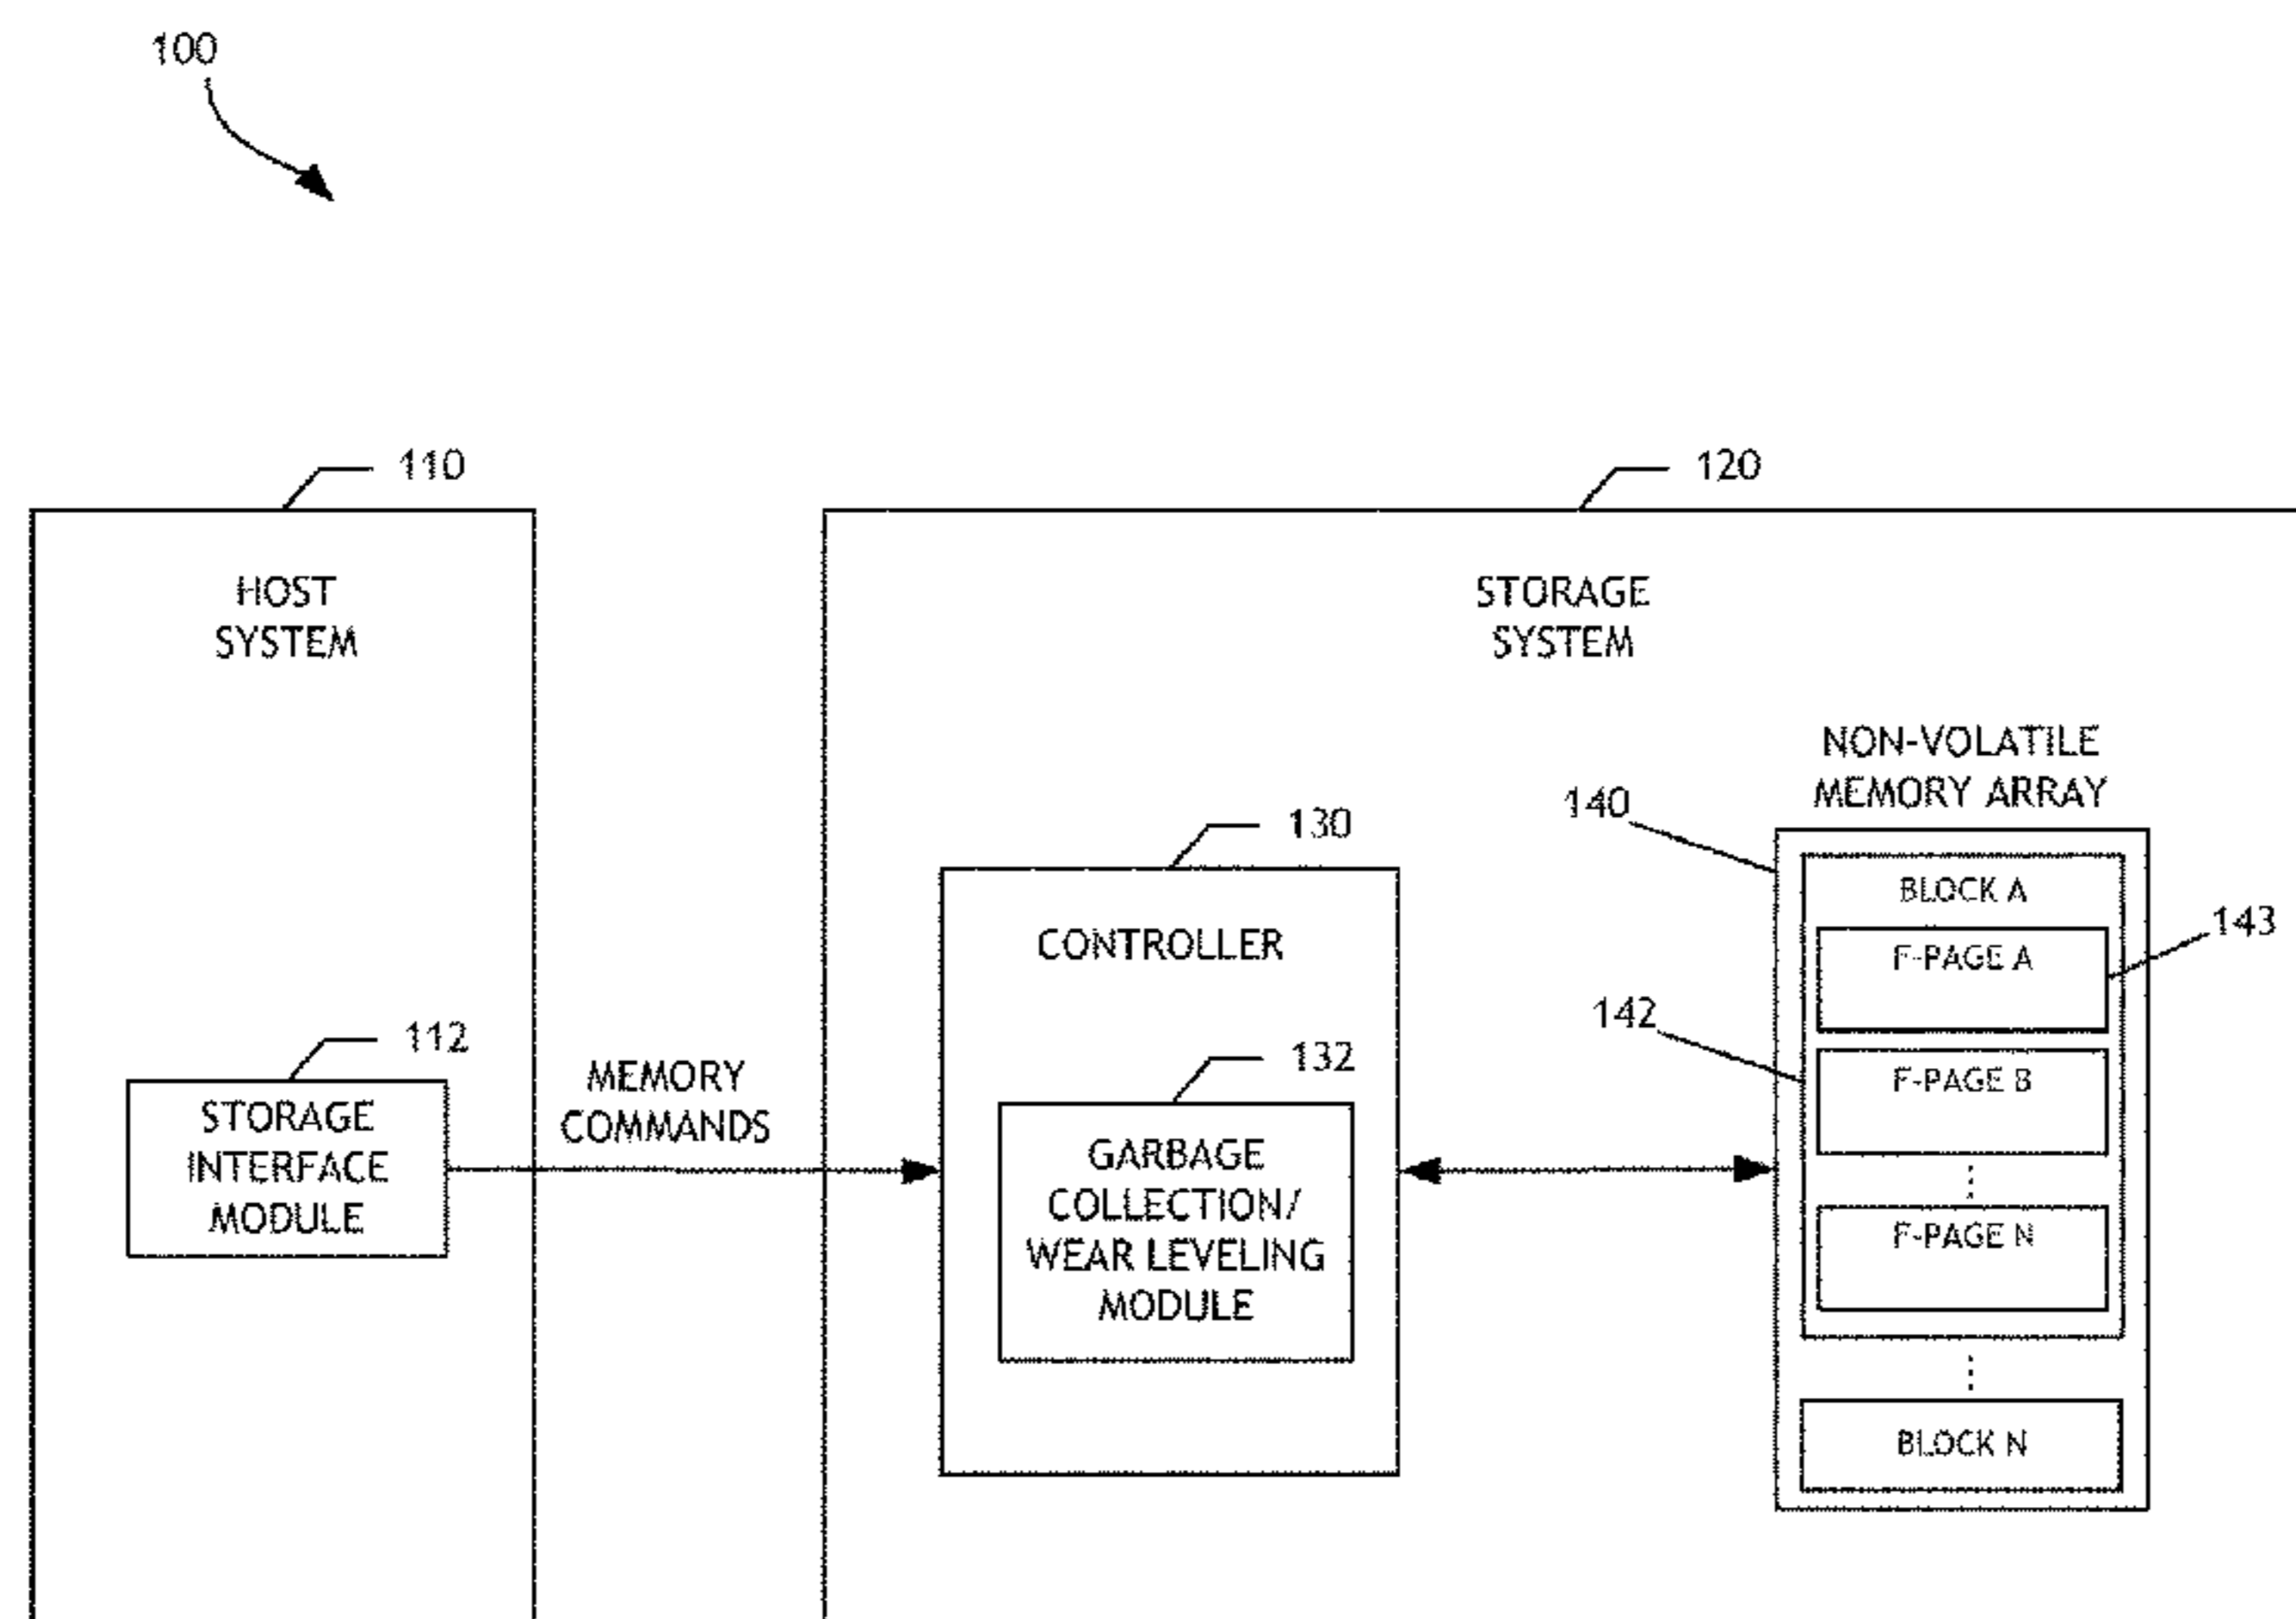 100
110
120
HOST
SYSTEM
STORAGE
SYSTEM
NON-VOLATILE
MEMORY ARRAY
140
130
BLOCK A
143
CONTROLLER
F-PAGE A
142
112
132
MEMORY
COMMANDS
F-PAGE B
STORAGE
INTERFACE
MODULE
GARBAGE
COLLECTION/
WEAR LEVELING
MODULE
F-PAGE N
BLOCK N